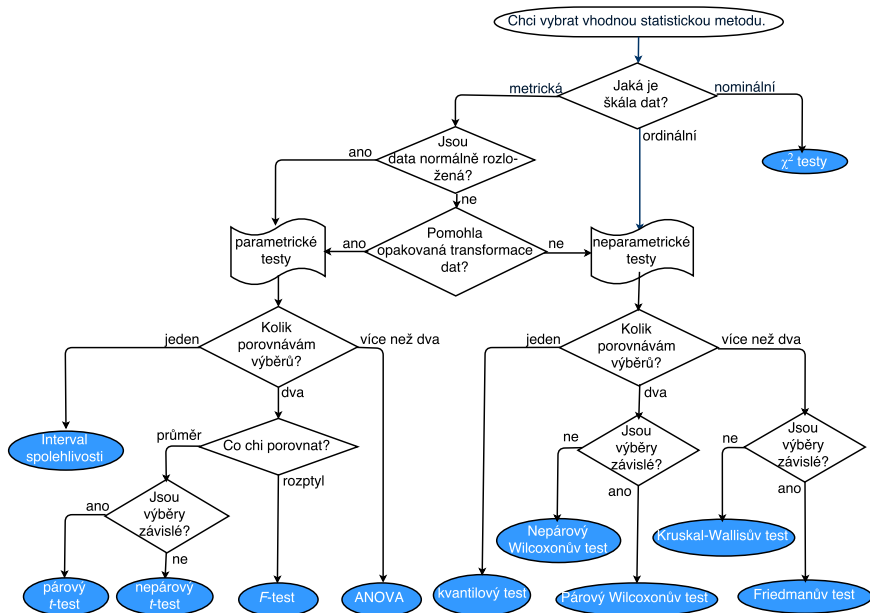 Chci vybrat vhodnou statistickou metodu.
metrická
Jaká je
škála dat?
nominální
ordinální
χ² testy
ano
Jsou
data normálně rozlo-
žená?
ne
parametrické
testy
ano
Pomohla
opakovaná transformace
dat?
ne
neparametrické
testy
jeden
Kolik
porovnávám
výběrů?
více než dva
dva
jeden
Kolik
porovnávám
výběrů?
více než dva
dva
Interval
spolehlivosti
průměr
Co chi porovnat?
rozptyl
ne
Jsou
výběry
závislé?
ano
ne
Jsou
výběry
závislé?
ano
ano
Jsou
výběry
závislé?
ne
Nepárový
Wilcoxonův test
Kruskal-Wallisův test
párový
t-test
nepárový
t-test
F-test
ANOVA
kvantilový test
Párový Wilcoxonův test
Friedmanův test